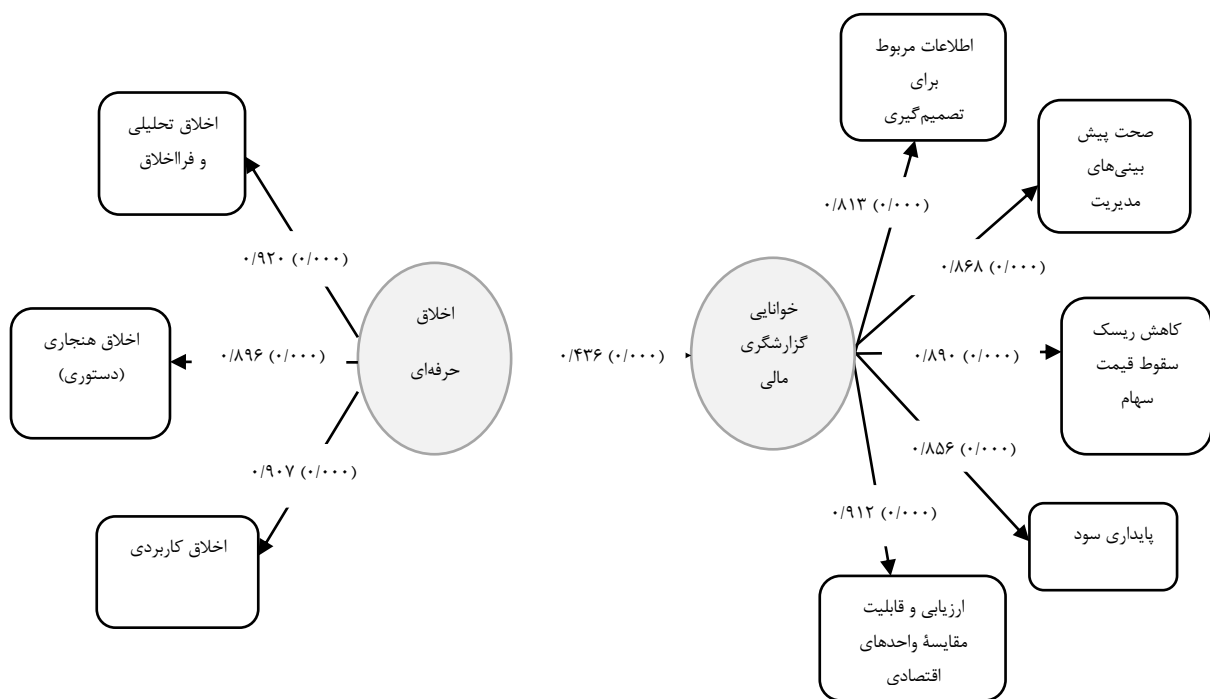 اطلاعات مربوط
برای
تصمیم‌گیری
صحت پیش
بینی‌های
مدیریت
کاهش ریسک
سقوط قیمت
سهام
پایداری سود
ارزیابی و قابلیت
مقایسۀ واحدهای
اقتصادی
۰/۸۱۳ (۰/۰۰۰)
۰/۸۶۸ (۰/۰۰۰)
۰/۸۹۰ (۰/۰۰۰)
۰/۸۵۶ (۰/۰۰۰)
۰/۹۱۲ (۰/۰۰۰)
خوانایی
گزارشگری
مالی
۰/۴۳۶ (۰/۰۰۰)
اخلاق
حرفه‌ای
۰/۹۲۰ (۰/۰۰۰)
۰/۸۹۶ (۰/۰۰۰)
۰/۹۰۷ (۰/۰۰۰)
اخلاق تحلیلی
و فرااخلاق
اخلاق هنجاری
(دستوری)
اخلاق کاربردی